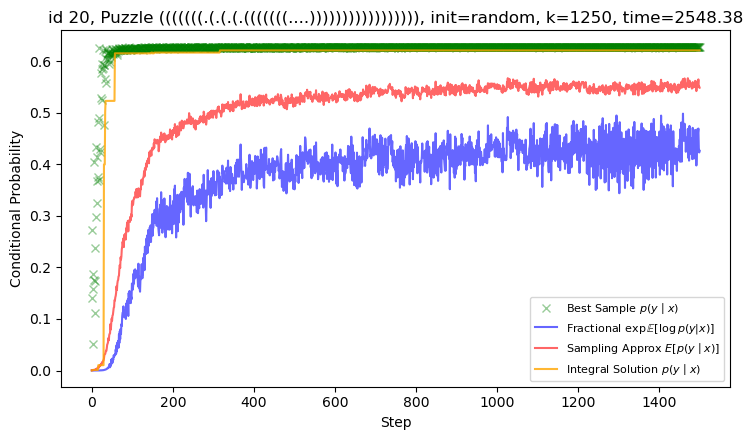 id 20, Puzzle (((((((.(.(.(.(((((((....))))))))))))))))), init=random, k=1250, time=2548.38
Conditional Probability
0.6
0.5
0.4
0.3
0.2
0.1
0.0
Best Sample p(y | x)
Fractional exp𝔼[log p(y|x)]
Sampling Approx E[p(y | x)]
Integral Solution p(y | x)
0 200 400 600 800 1000 1200 1400
Step